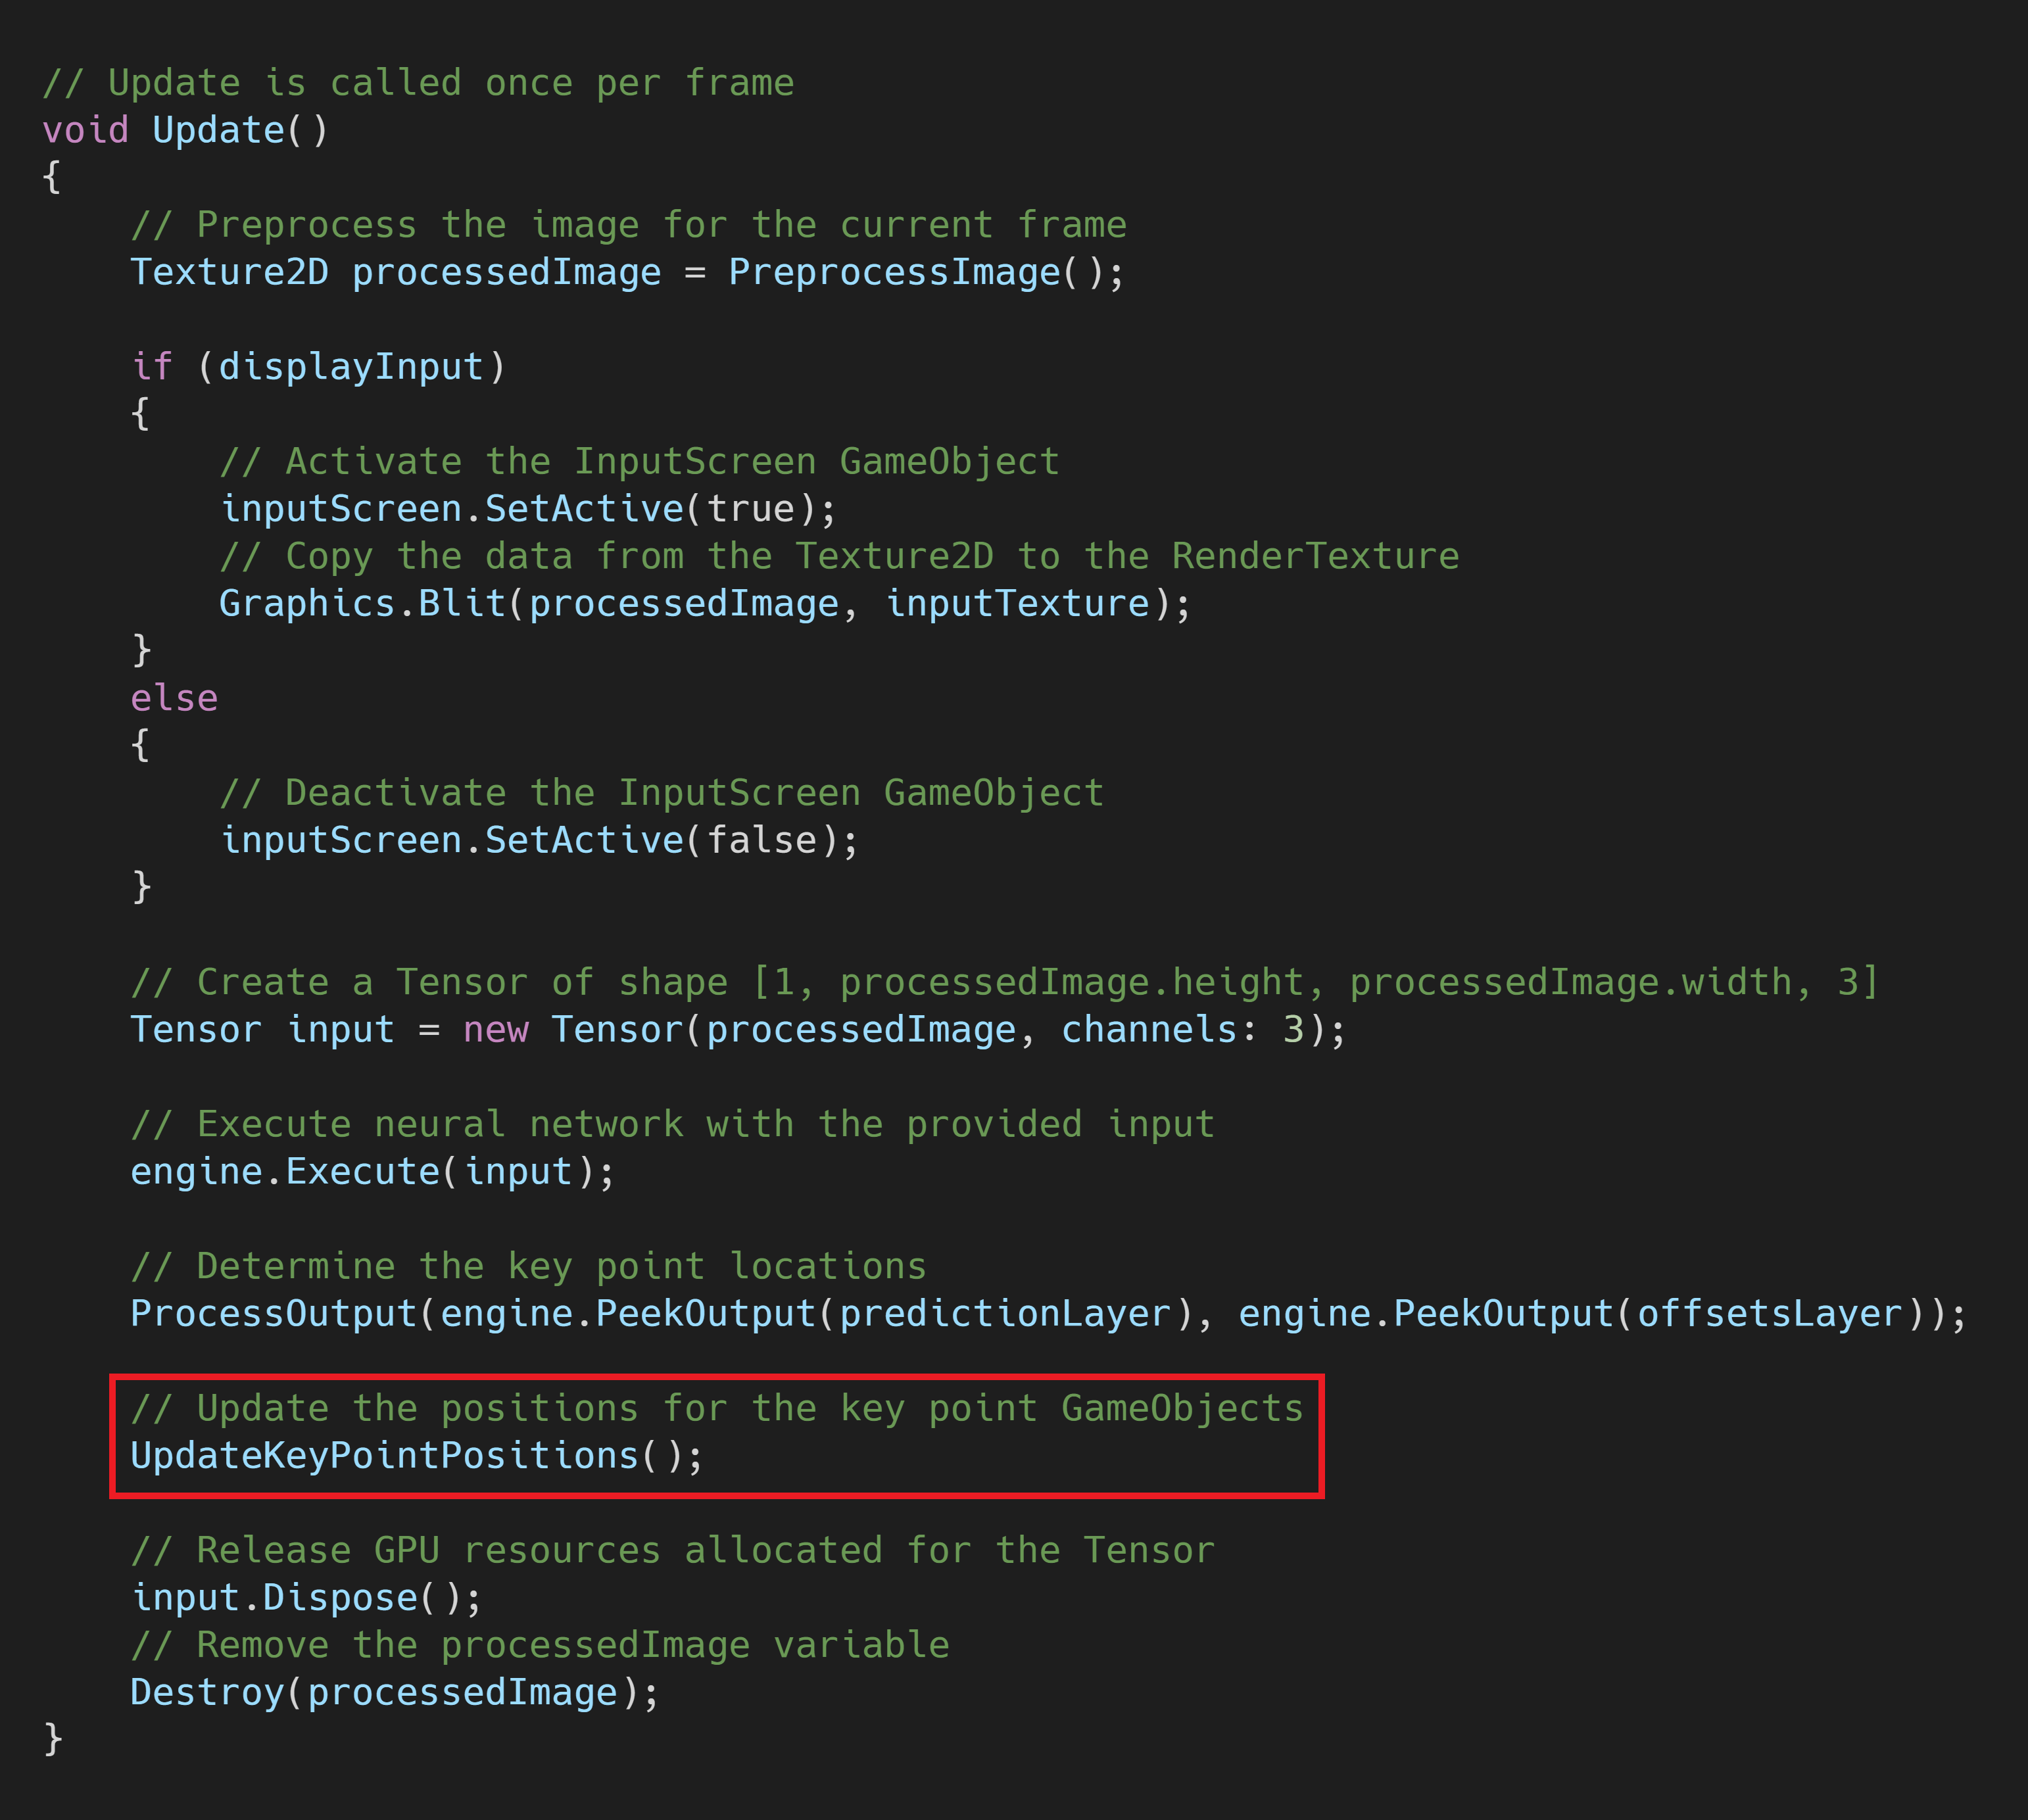 // Update is called once per frame
void Update()
{
    // Preprocess the image for the current frame
    Texture2D processedImage = PreprocessImage();

    if (displayInput)
    {
        // Activate the InputScreen GameObject
        inputScreen.SetActive(true);
        // Copy the data from the Texture2D to the RenderTexture
        Graphics.Blit(processedImage, inputTexture);
    }
    else
    {
        // Deactivate the InputScreen GameObject
        inputScreen.SetActive(false);
    }

    // Create a Tensor of shape [1, processedImage.height, processedImage.width, 3]
    Tensor input = new Tensor(processedImage, channels: 3);

    // Execute neural network with the provided input
    engine.Execute(input);

    // Determine the key point locations
    ProcessOutput(engine.PeekOutput(predictionLayer), engine.PeekOutput(offsetsLayer));

    // Update the positions for the key point GameObjects
    UpdateKeyPointPositions();

    // Release GPU resources allocated for the Tensor
    input.Dispose();
    // Remove the processedImage variable
    Destroy(processedImage);
}